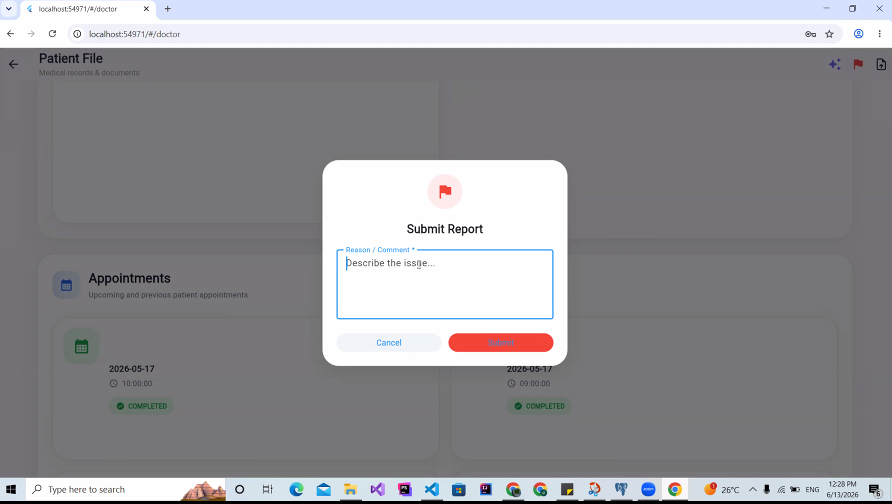 localhost:54971/#/doctor
localhost:54971/#/doctor
Patient File
Medical records & documents
Submit Report
Reason / Comment *
Describe the issue...
Cancel
Submit
Appointments
Upcoming and previous patient appointments
2026-05-17
10:00:00
COMPLETED
2026-05-17
09:00:00
COMPLETED
Type here to search
26°C
ENG
12:28 PM
6/13/2026